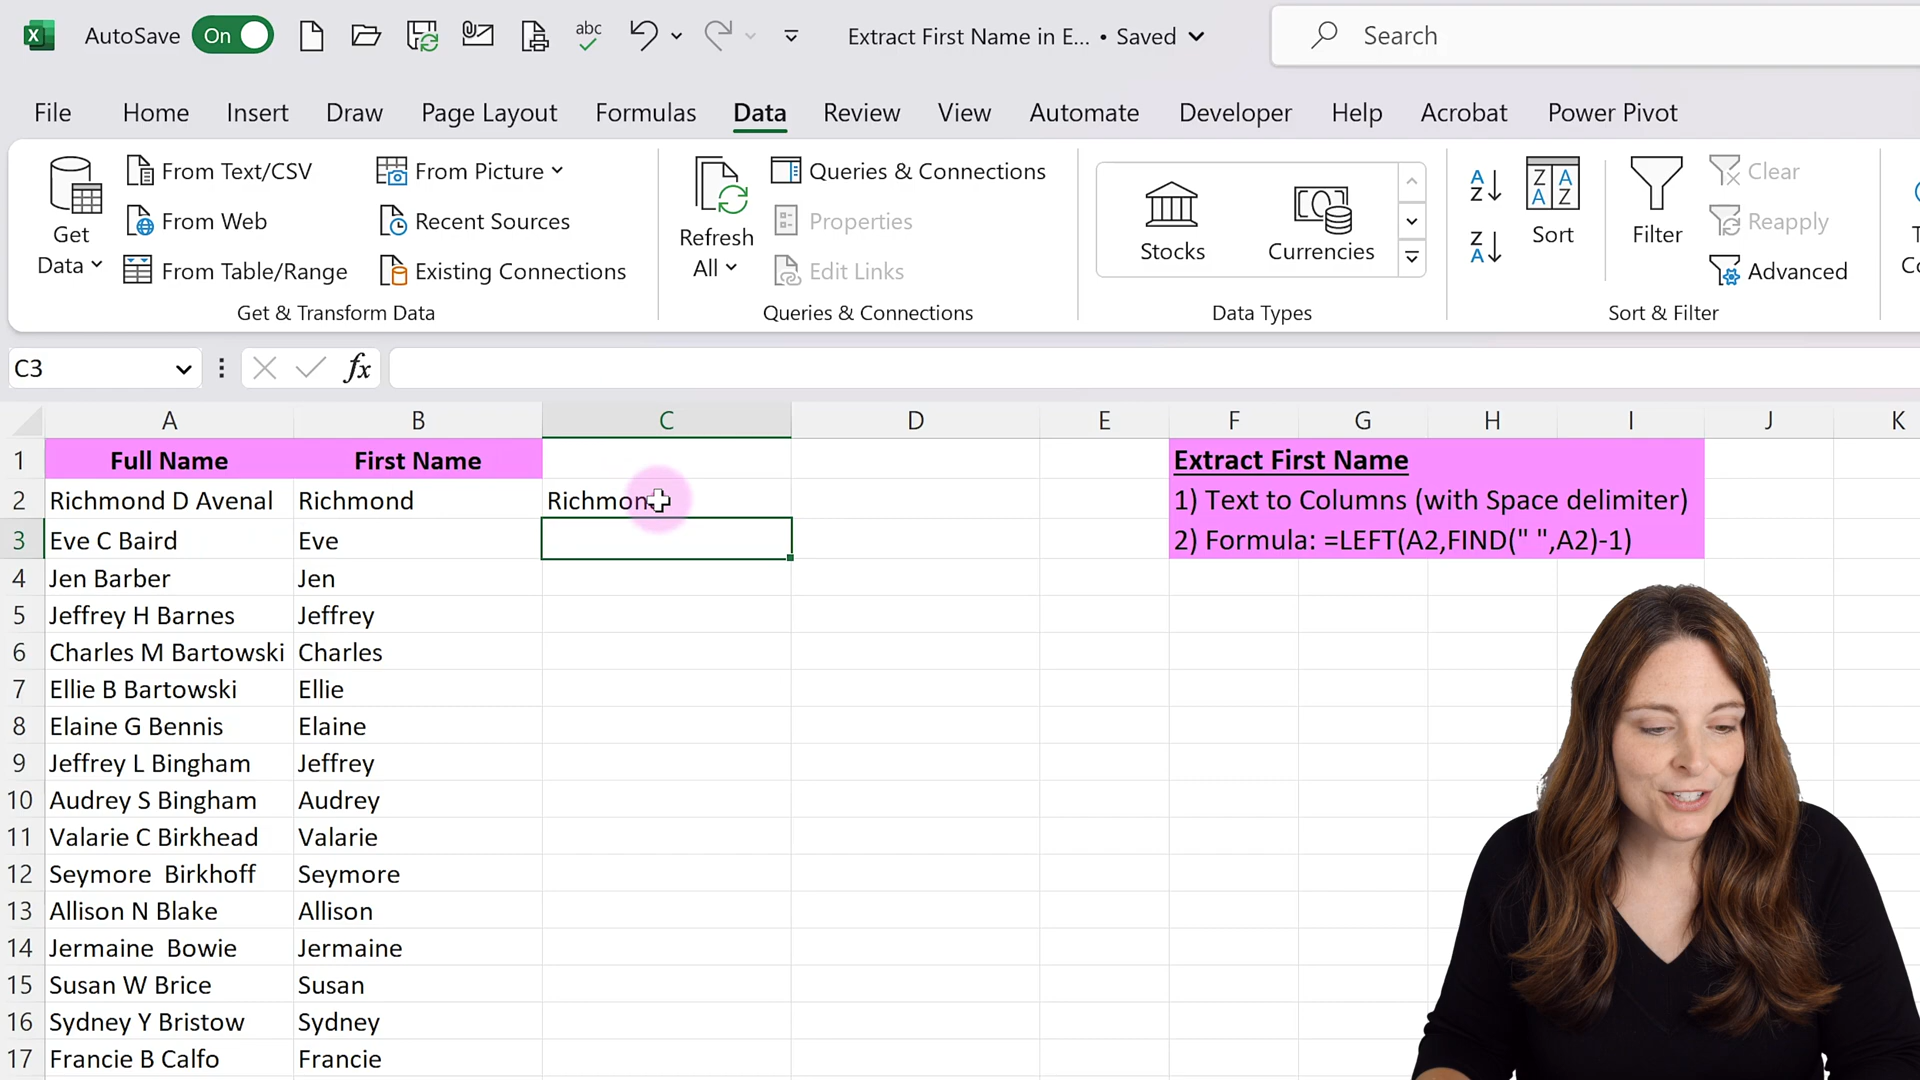 AutoSave On abc Extract First Name in E... • Saved Search
File Home Insert Draw Page Layout Formulas Data Review View Automate Developer Help Acrobat Power Pivot
Get Data
From Text/CSV
From Web
From Table/Range
From Picture
Recent Sources
Existing Connections
Get & Transform Data
Refresh All
Queries & Connections
Properties
Edit Links
Queries & Connections
Stocks
Currencies
Data Types
Sort
Filter
Clear
Reapply
Advanced
Sort & Filter
C3 fx
A B C D E F G H I J K
1 Full Name First Name Extract First Name
2 Richmond D Avenal Richmond 1) Text to Columns (with Space delimiter)
3 Eve C Baird Eve 2) Formula: =LEFT(A2,FIND(" ",A2)-1)
4 Jen Barber Jen
5 Jeffrey H Barnes Jeffrey
6 Charles M Bartowski Charles
7 Ellie B Bartowski Ellie
8 Elaine G Bennis Elaine
9 Jeffrey L Bingham Jeffrey
10 Audrey S Bingham Audrey
11 Valarie C Birkhead Valarie
12 Seymore  Birkhoff Seymore
13 Allison N Blake Allison
14 Jermaine  Bowie Jermaine
15 Susan W Brice Susan
16 Sydney Y Bristow Sydney
17 Francie B Calfo Francie